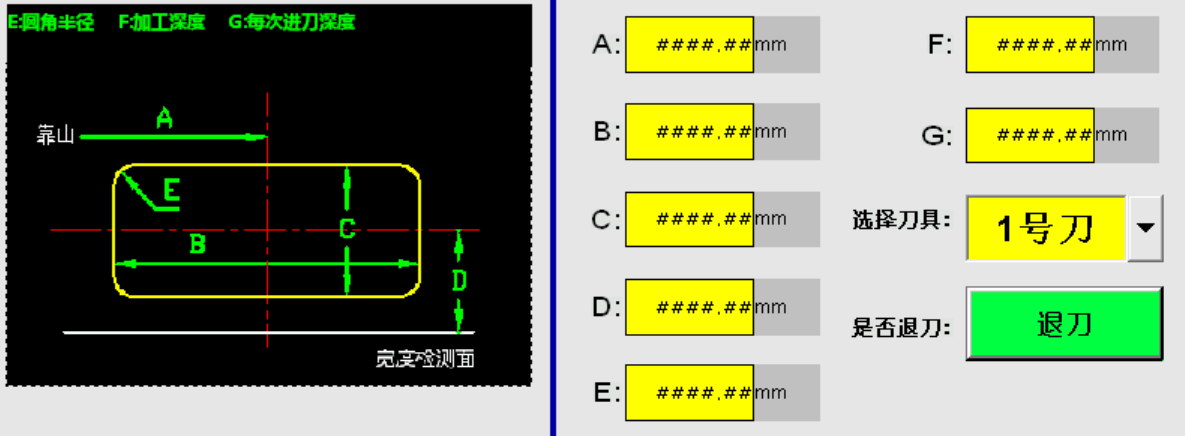 E:圆角半径 F:加工深度 G:每次进刀深度
靠山
A
E
C
B
D
宽度检测面
A: ####.##mm
F: ####.##mm
B: ####.##mm
G: ####.##mm
C: ####.##mm
选择刀具: 1号刀
D: ####.##mm
是否退刀: 退刀
E: ####.##mm